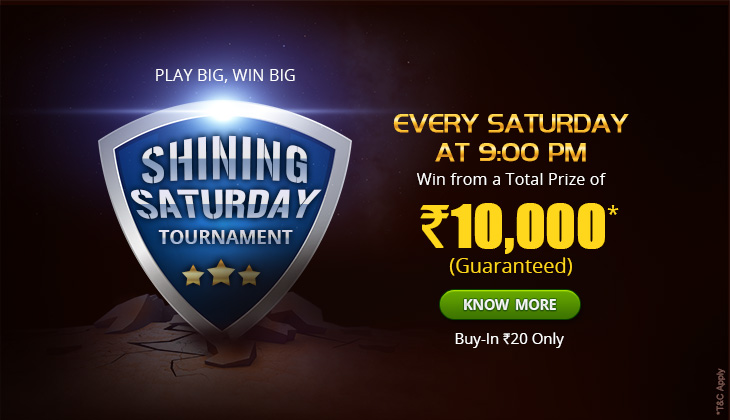 PLAY BIG, WIN BIG
SHINING
SATURDAY
TOURNAMENT
EVERY SATURDAY
AT 9:00 PM
Win from a Total Prize of
₹10,000*
(Guaranteed)
KNOW MORE
Buy-In ₹20 Only
*T&C Apply